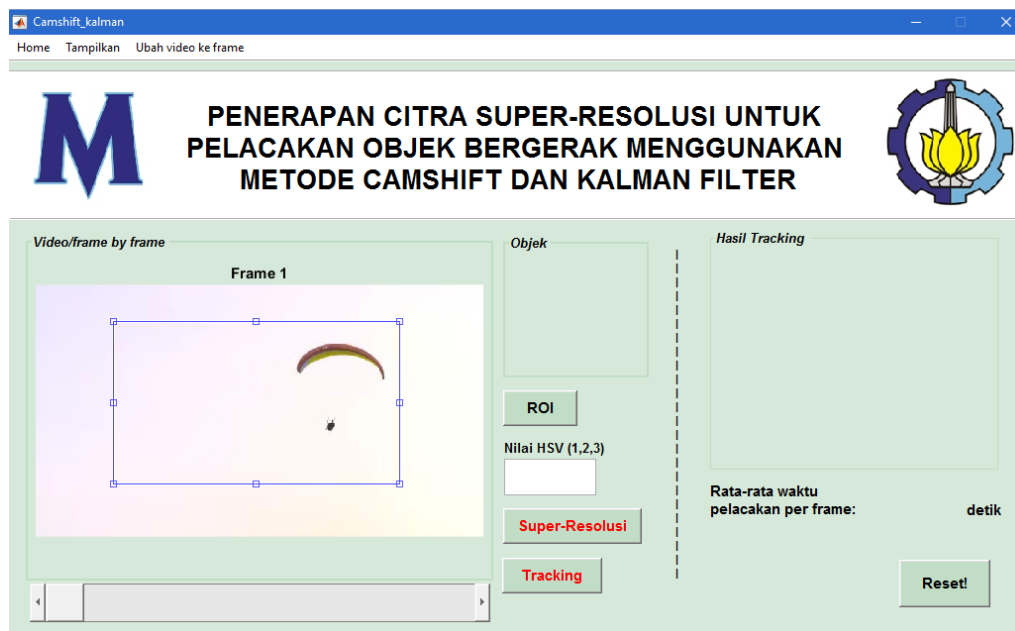 Camshift_kalman
Home Tampilkan Ubah video ke frame
M
PENERAPAN CITRA SUPER-RESOLUSI UNTUK
PELACAKAN OBJEK BERGERAK MENGGUNAKAN
METODE CAMSHIFT DAN KALMAN FILTER
Video/frame by frame
Frame 1
Objek
ROI
Nilai HSV (1,2,3)
Super-Resolusi
Tracking
Hasil Tracking
Rata-rata waktu
pelacakan per frame: detik
Reset!